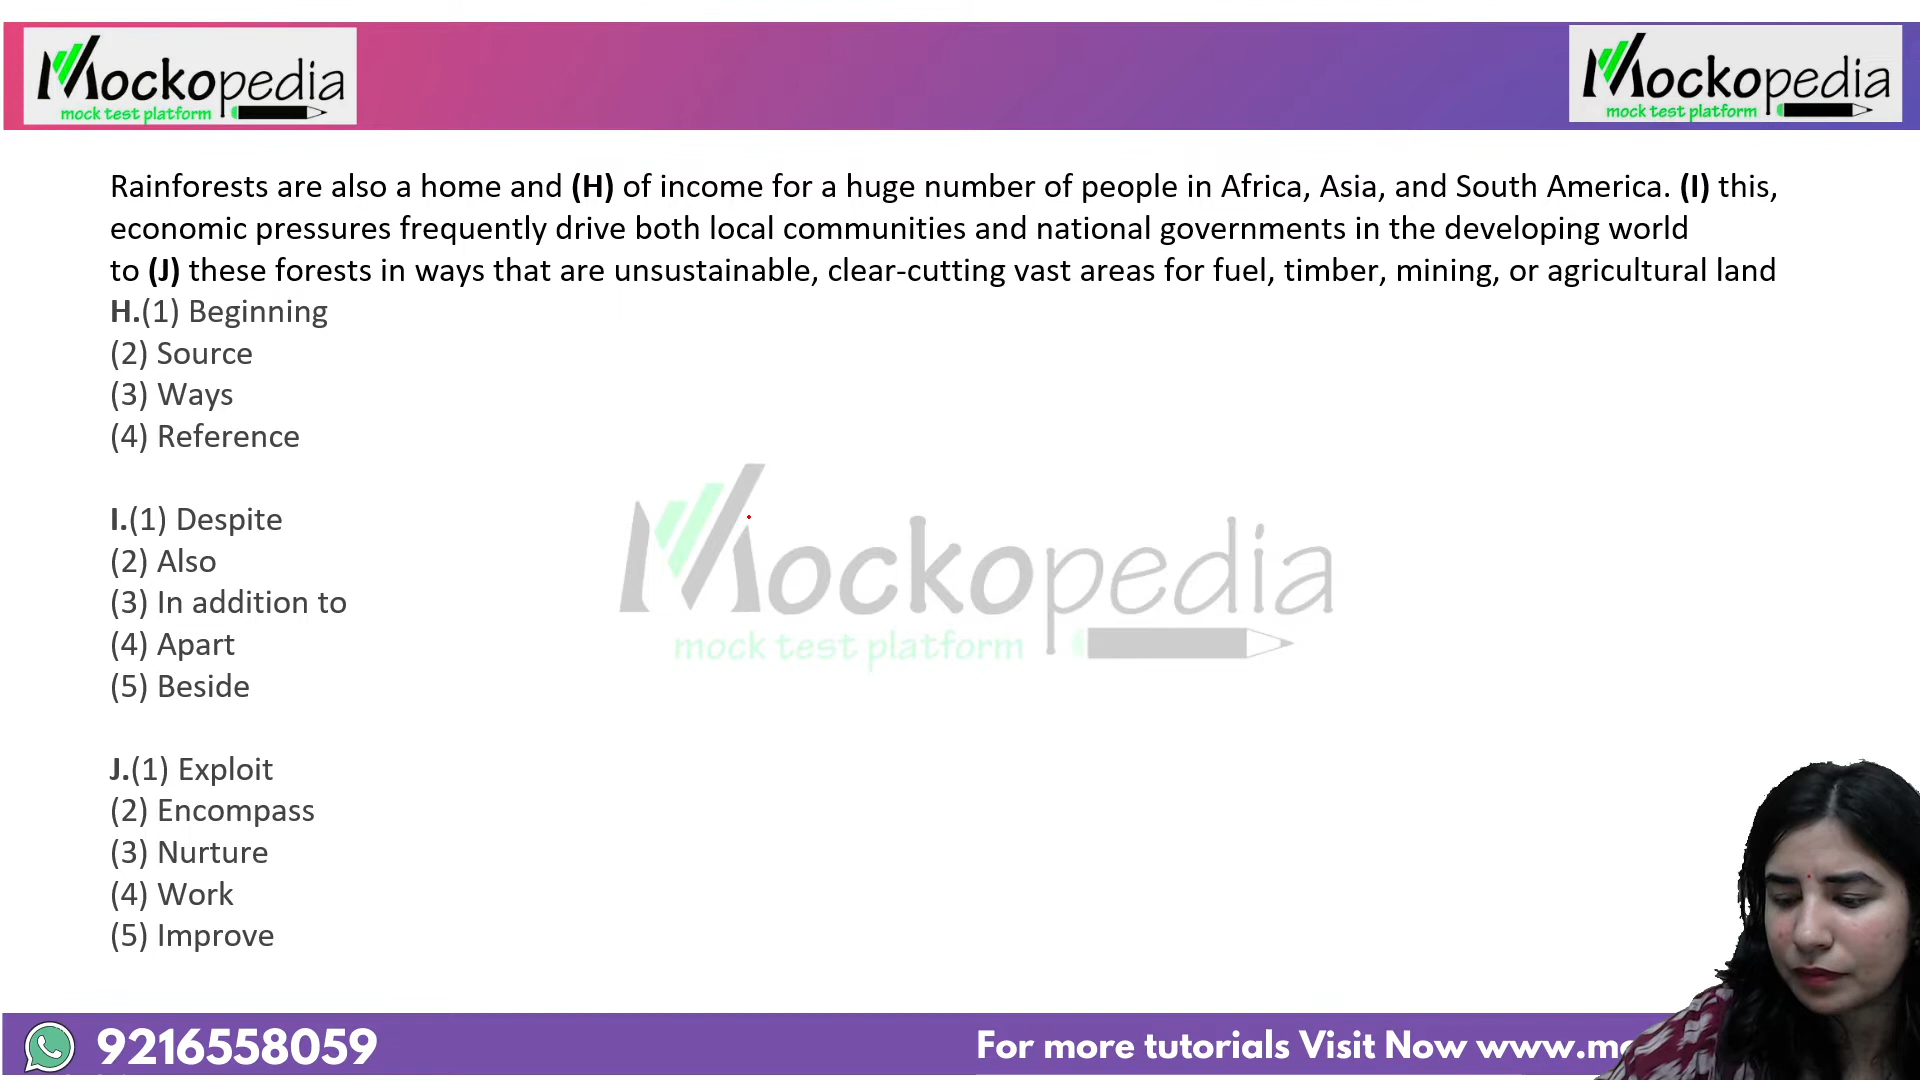 Mockopedia
mock test platform
Mockopedia
mock test platform
Rainforests are also a home and (H) of income for a huge number of people in Africa, Asia, and South America. (I) this,
economic pressures frequently drive both local communities and national governments in the developing world
to (J) these forests in ways that are unsustainable, clear-cutting vast areas for fuel, timber, mining, or agricultural land
H.(1) Beginning
(2) Source
(3) Ways
(4) Reference
I.(1) Despite
(2) Also
(3) In addition to
(4) Apart
(5) Beside
Mockopedia
mock test platform
J.(1) Exploit
(2) Encompass
(3) Nurture
(4) Work
(5) Improve
9216558059
For more tutorials Visit Now